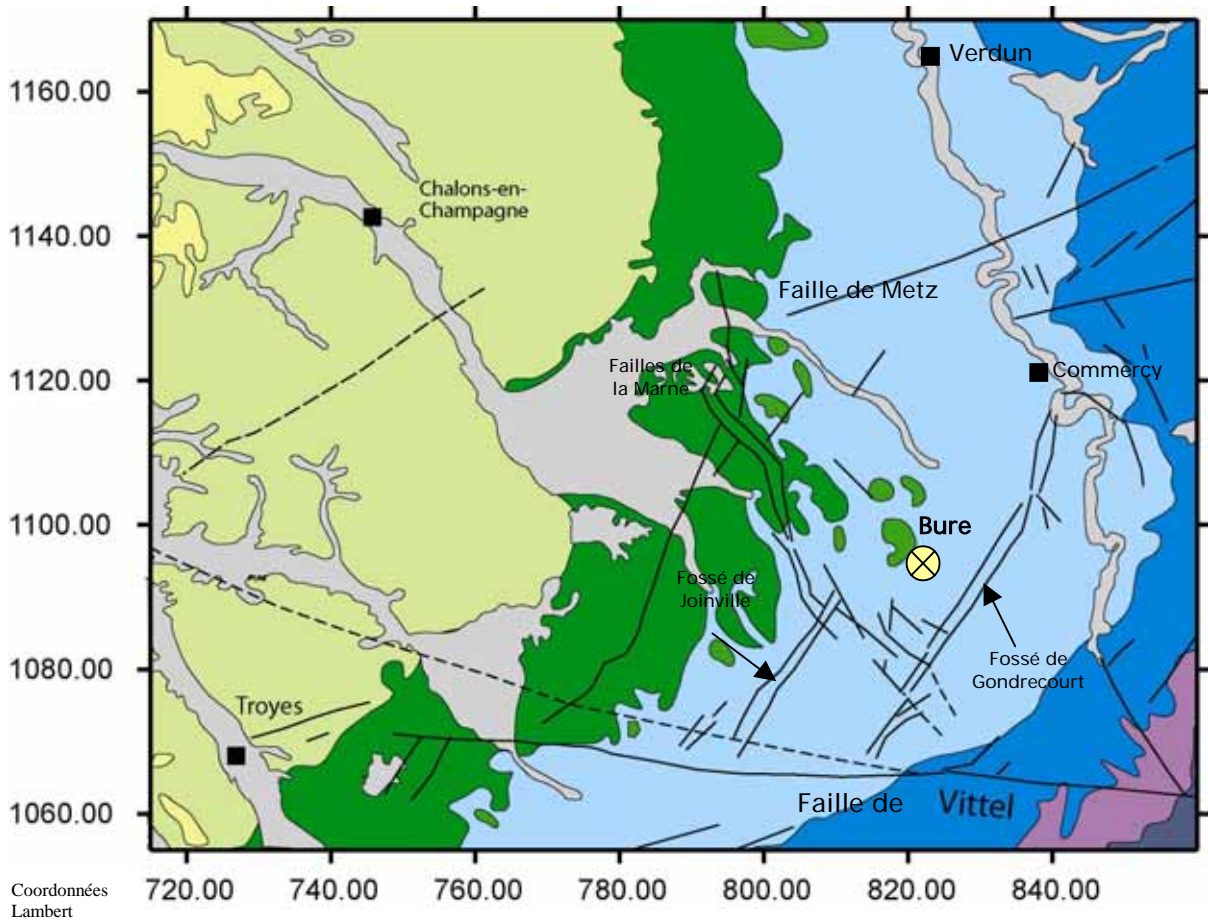 1160.00
Verdun
Chalons-en-
Champagne
1140.00
Faille de Metz
1120.00
Failles de
la Marne
Commercy
1100.00
Bure
Fossé de
Joinville
Fossé de
Gondrecourt
1080.00
Troyes
1060.00
Faille de Vittel
Coordonnées
Lambert
720.00 740.00 760.00 780.00 800.00 820.00 840.00